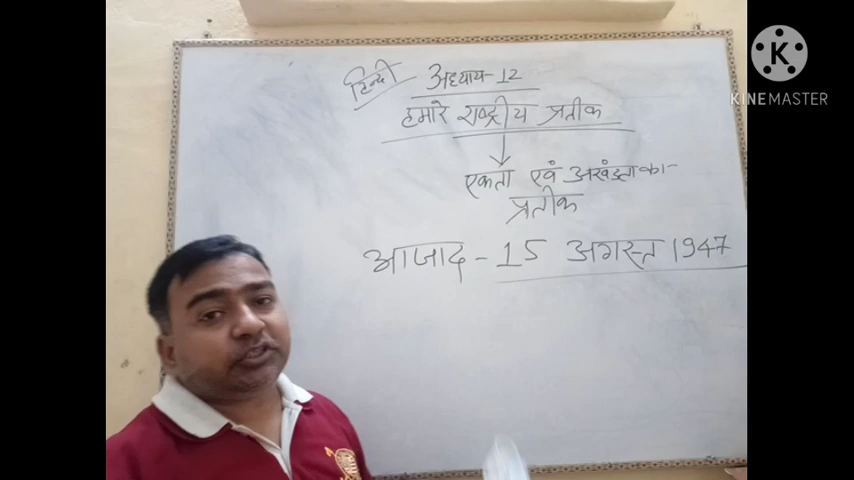 हिन्दी अध्याय-12
हमारे राष्ट्रीय प्रतीक
एकता एवं अखंडता का-
प्रतीक
आजाद - 15 अगस्त 1947
KINEMASTER